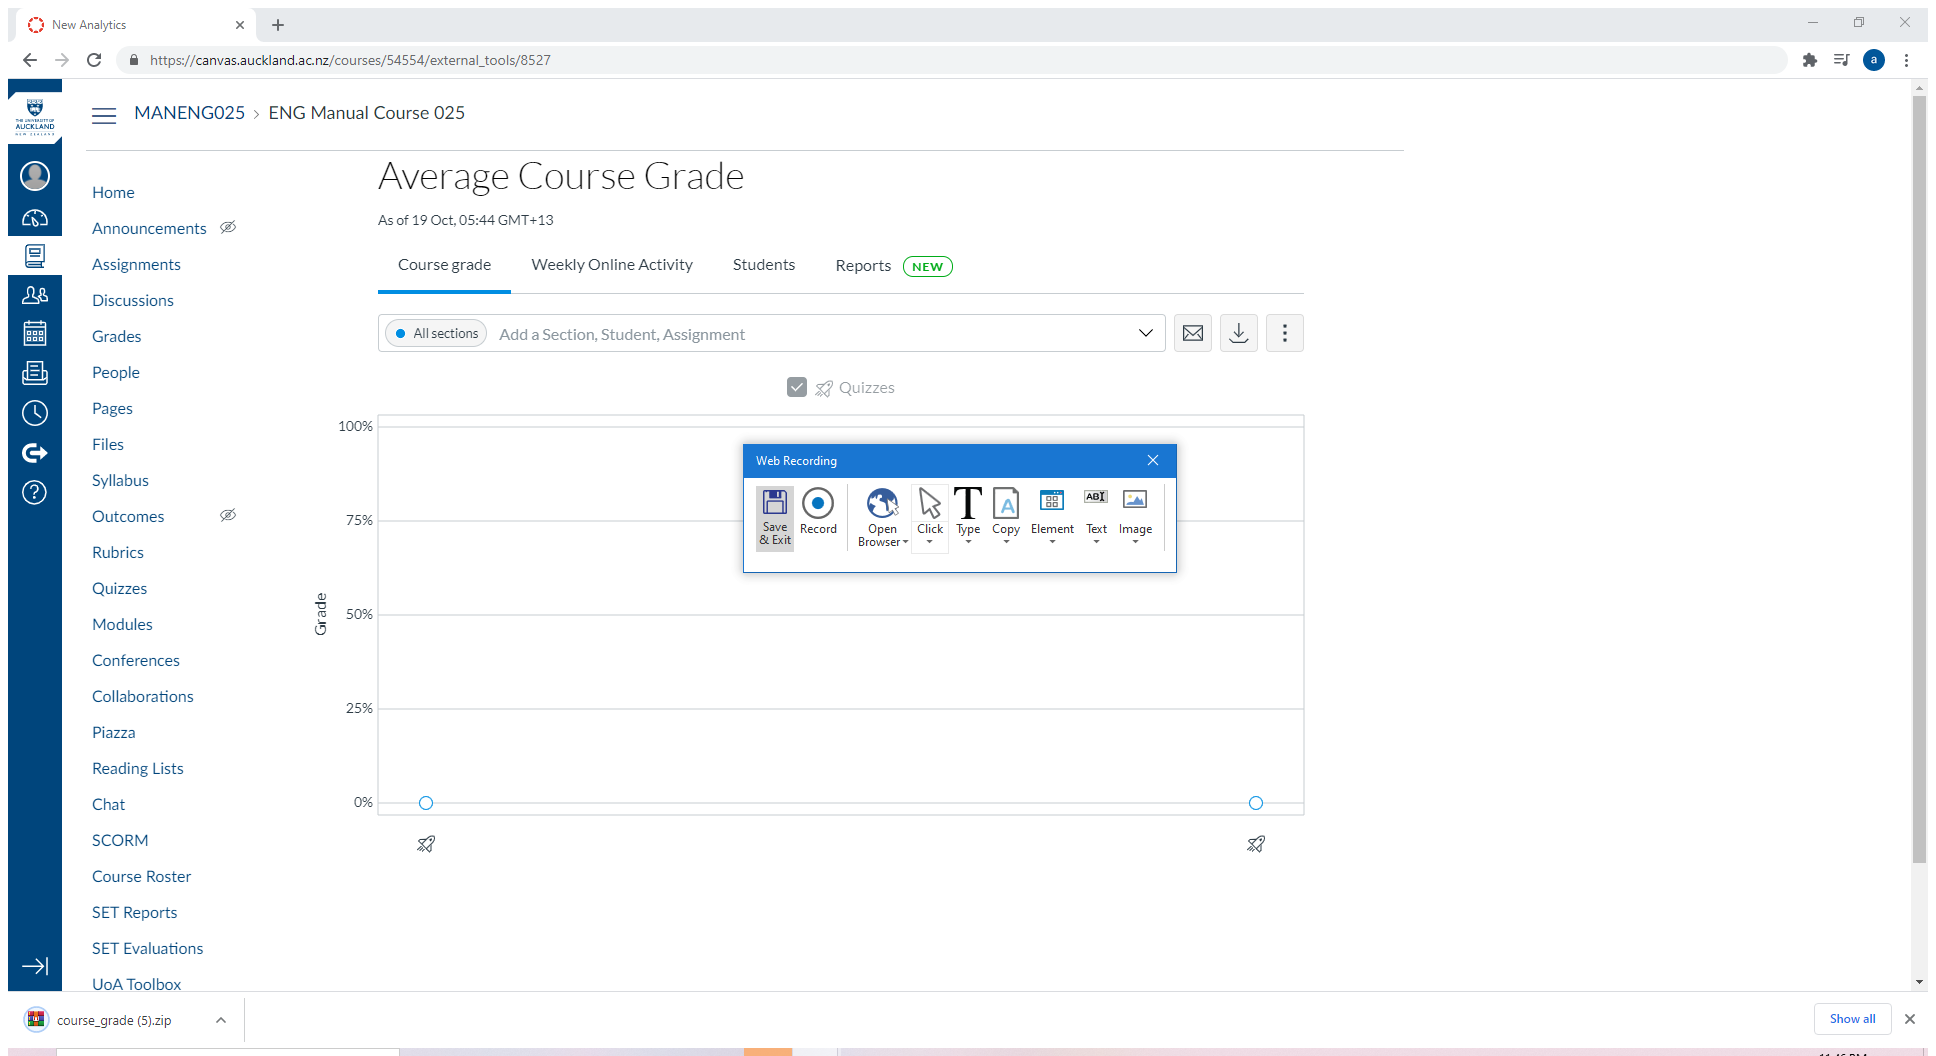 New Analytics
https://canvas.auckland.ac.nz/courses/54554/external_tools/8527
a
THE UNIVERSITY OF
AUCKLAND
NEW ZEALAND
MANENG025 > ENG Manual Course 025
Average Course Grade
As of 19 Oct, 05:44 GMT+13
Course grade
Weekly Online Activity
Students
Reports
NEW
All sections
Add a Section, Student, Assignment
Quizzes
Home
Announcements
Assignments
Discussions
Grades
People
Pages
Files
Syllabus
Outcomes
Rubrics
Quizzes
Modules
Conferences
Collaborations
Piazza
Reading Lists
Chat
SCORM
Course Roster
SET Reports
SET Evaluations
UoA Toolbox
Grade
100%
75%
50%
25%
0%
Web Recording
Save
& Exit
Record
Open
Browser
Click
Type
Copy
Element
Text
Image
T
A
ABI
course_grade (5).zip
Show all